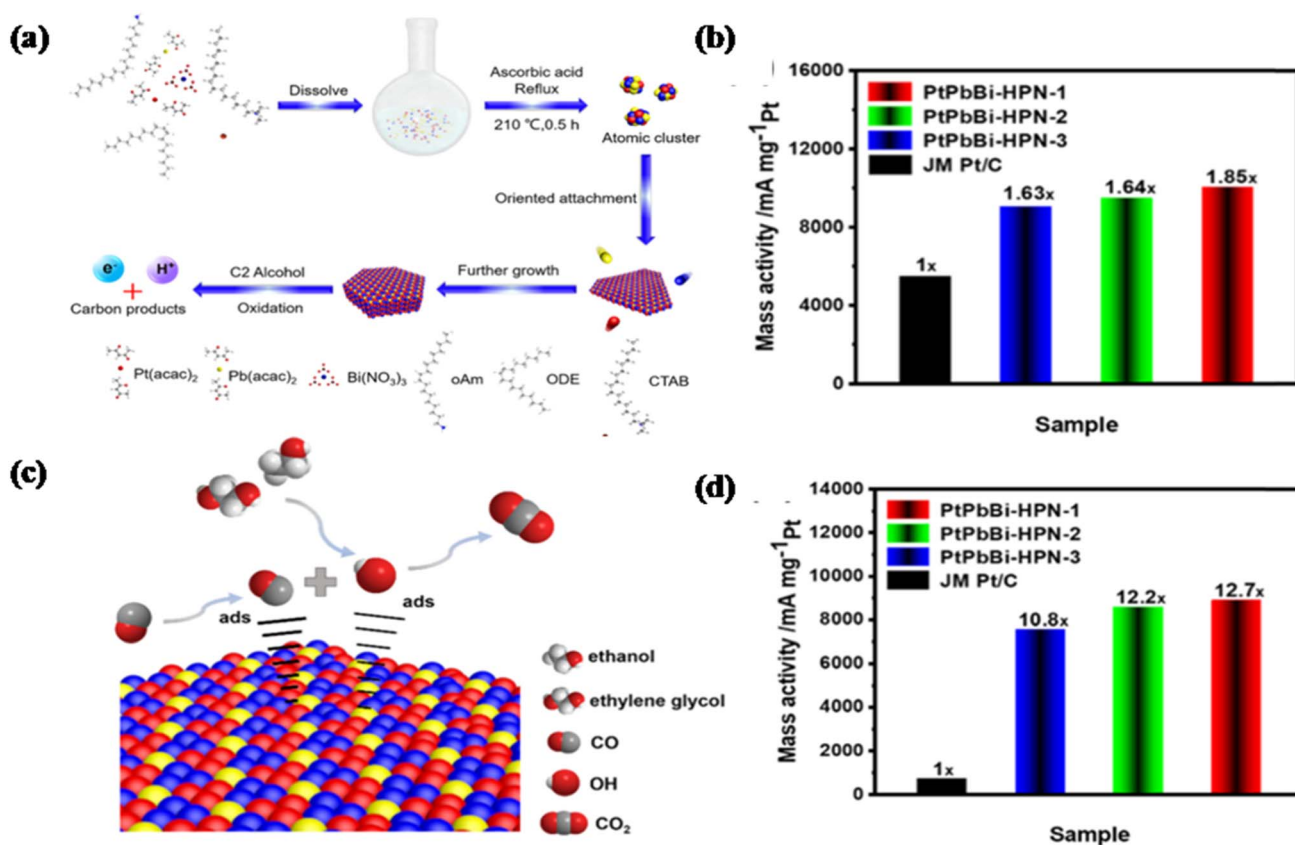 (a)
Dissolve
Ascorbic acid
Reflux
210 ℃,0.5 h
Atomic cluster
Oriented attachment
Further growth
C2 Alcohol
Oxidation
e⁻
H⁺
+
Carbon products
Pt(acac)₂
Pb(acac)₂
Bi(NO₃)₃
oAm
ODE
CTAB
(b)
Mass activity /mA mg⁻¹Pt
16000
12000
8000
4000
0
PtPbBi-HPN-1
PtPbBi-HPN-2
PtPbBi-HPN-3
JM Pt/C
1x
1.63x
1.64x
1.85x
Sample
(c)
ads
ads
ethanol
ethylene glycol
CO
OH
CO₂
(d)
Mass activity /mA mg⁻¹Pt
14000
12000
10000
8000
6000
4000
2000
0
PtPbBi-HPN-1
PtPbBi-HPN-2
PtPbBi-HPN-3
JM Pt/C
1x
10.8x
12.2x
12.7x
Sample